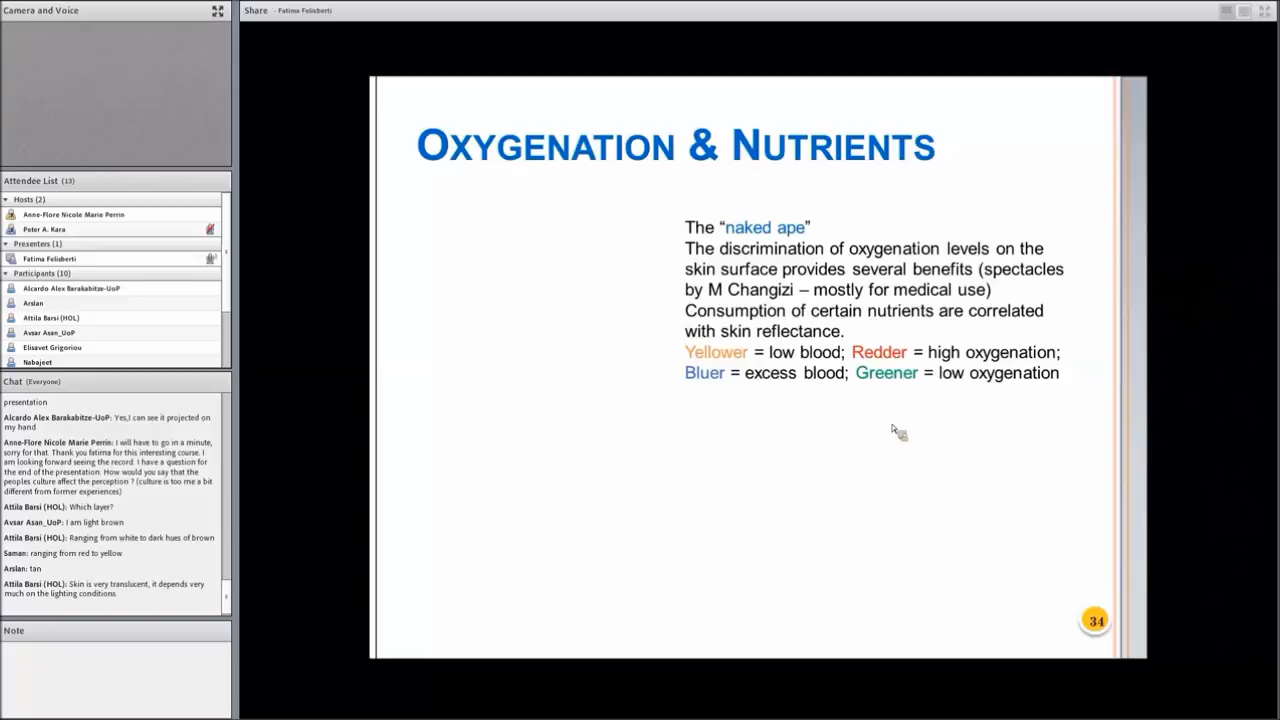 Camera and Voice
Share - Fatima Felisberti
Attendee List (13)
Hosts (2)
Anne-Flore Nicole Marie Perrin
Peter A. Kara
Presenters (1)
Fatima Felisberti
Participants (10)
Alcardo Alex Barakabitze-UoP
Arslan
Attila Barsi (HOL)
Avsar Asan_UoP
Elisavet Grigoriou
Nabajeet
Chat (Everyone)
presentation
Alcardo Alex Barakabitze-UoP: Yes,I can see it projected on
my hand
Anne-Flore Nicole Marie Perrin: I will have to go in a minute,
sorry for that. Thank you fatima for this interesting course. I
am looking forward seeing the record. I have a question for
the end of the presentation. How would you say that the
peoples culture affect the perception ? (culture is too me a bit
different from former experiences)
Attila Barsi (HOL): Which layer?
Avsar Asan_UoP: I am light brown
Attila Barsi (HOL): Ranging from white to dark hues of brown
Saman: ranging from red to yellow
Arslan: tan
Attila Barsi (HOL): Skin is very translucent, it depends very
much on the lighting conditions
Note
OXYGENATION & NUTRIENTS
The “naked ape”
The discrimination of oxygenation levels on the
skin surface provides several benefits (spectacles
by M Changizi – mostly for medical use)
Consumption of certain nutrients are correlated
with skin reflectance.
Yellower = low blood; Redder = high oxygenation;
Bluer = excess blood; Greener = low oxygenation
34